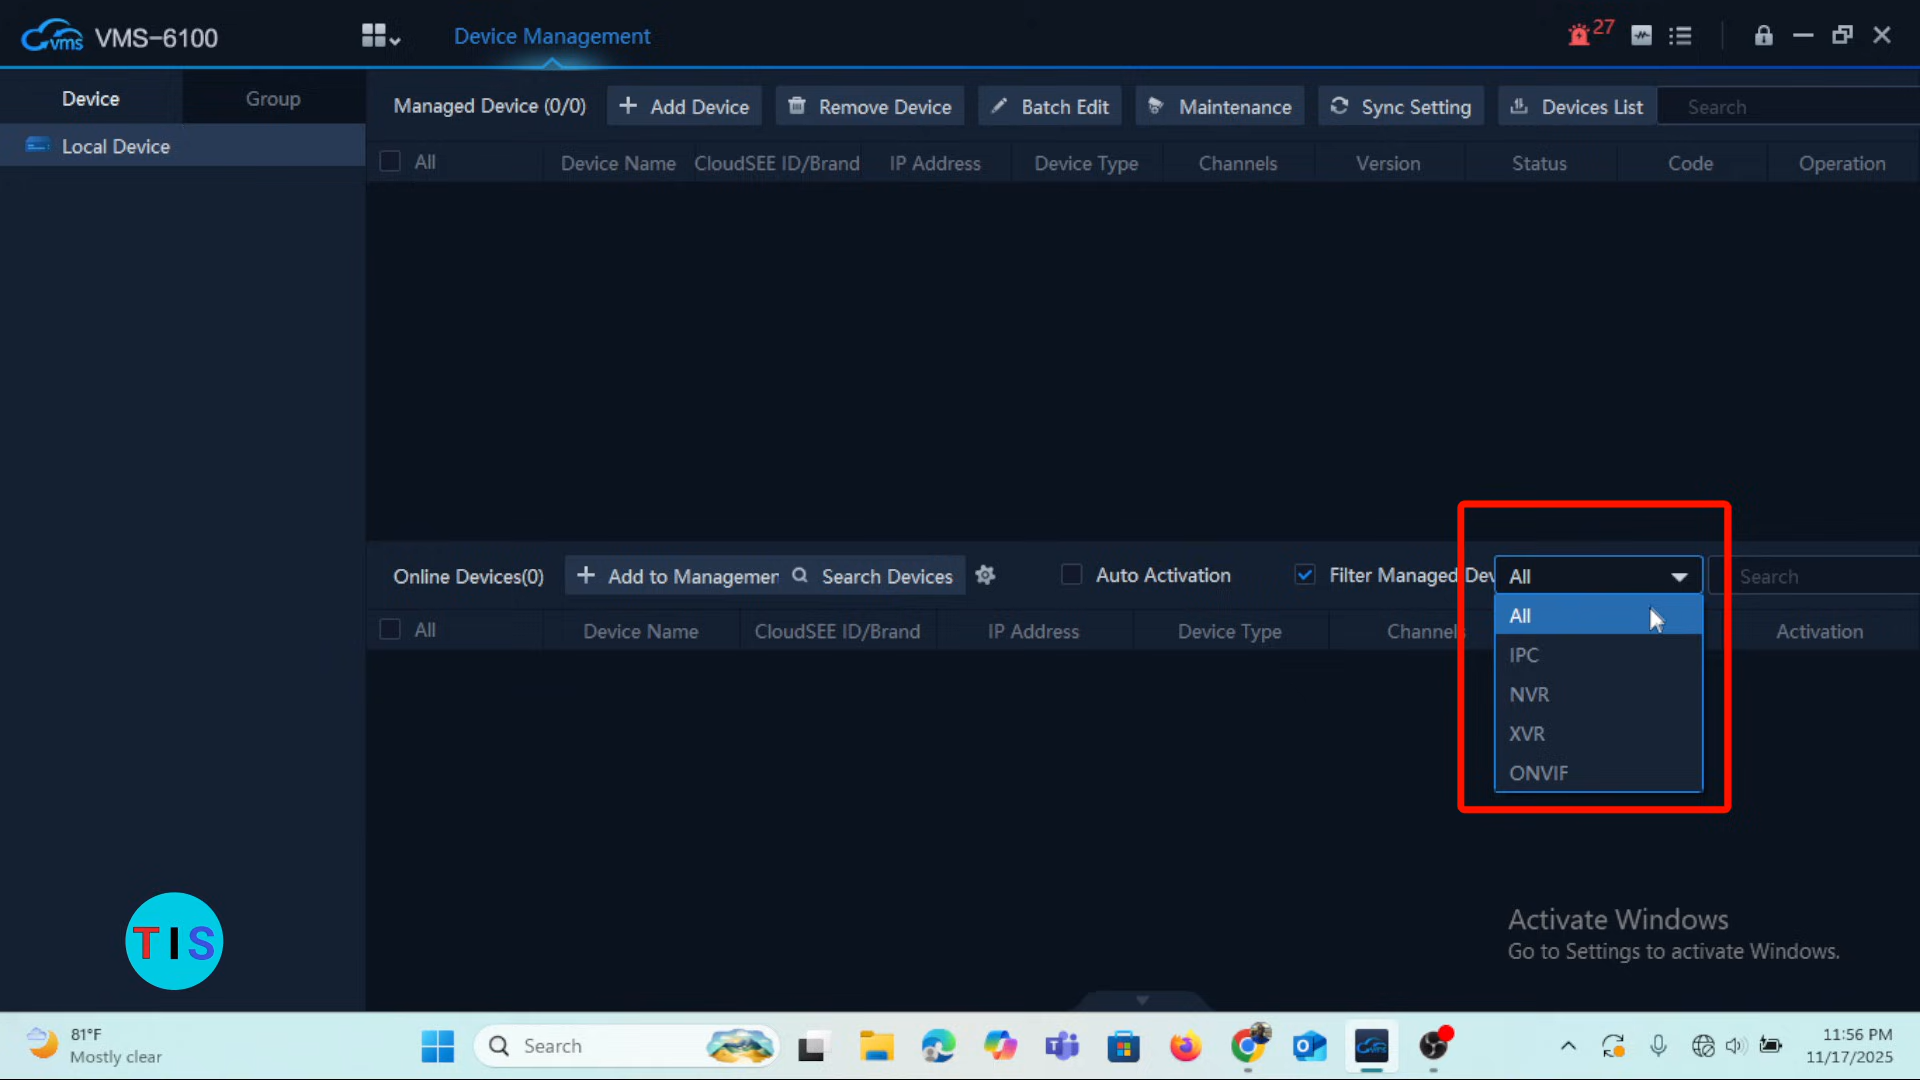 VMS-6100
Device Management
27
Device
Group
Local Device
Managed Device (0/0)
Add Device
Remove Device
Batch Edit
Maintenance
Sync Setting
Devices List
Search
All
Device Name
CloudSEE ID/Brand
IP Address
Device Type
Channels
Version
Status
Code
Operation
Online Devices(0)
Add to Managemen
Search Devices
Auto Activation
Filter Managed Dev
All
Search
All
Device Name
CloudSEE ID/Brand
IP Address
Device Type
Channels
Activation
All
IPC
NVR
XVR
ONVIF
TIS
Activate Windows
Go to Settings to activate Windows.
81°F
Mostly clear
Search
11:56 PM
11/17/2025